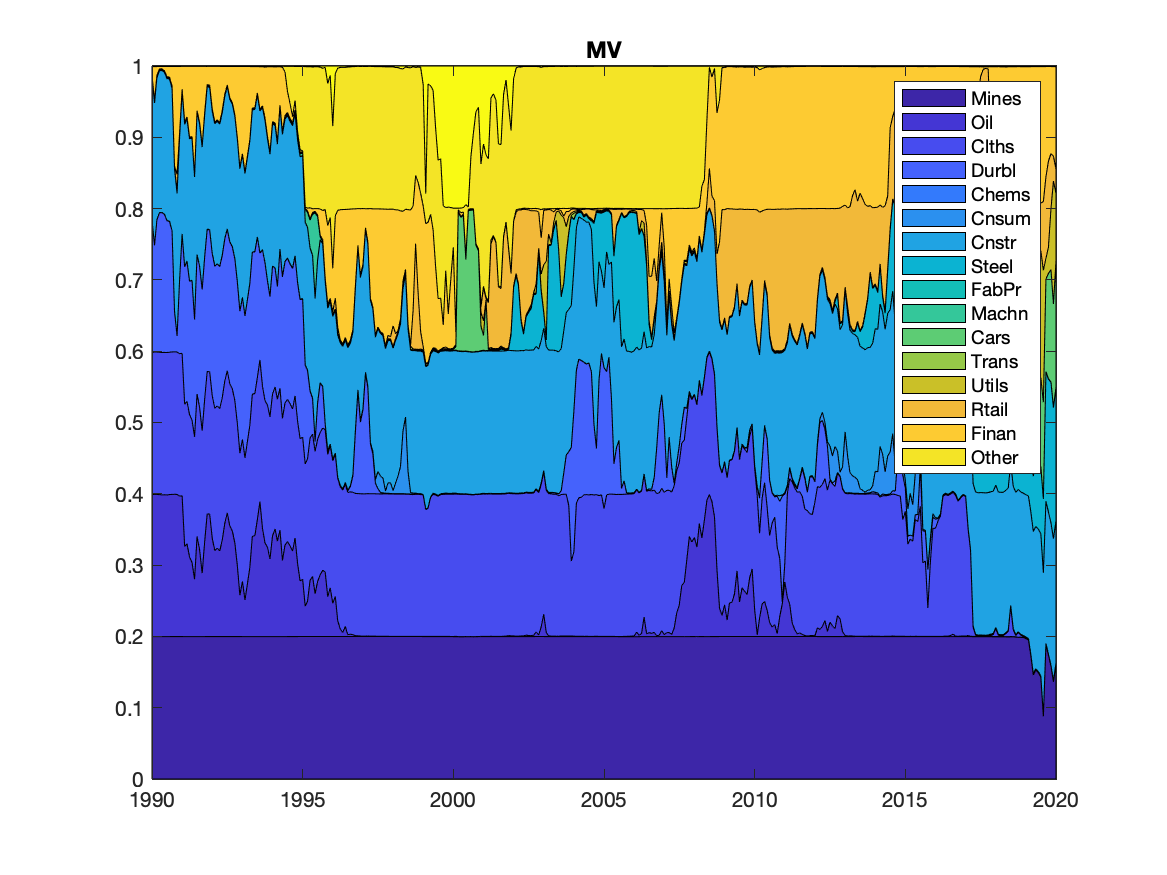 MV
1
0.9
0.8
0.7
0.6
0.5
0.4
0.3
0.2
0.1
0
1990
1995
2000
2005
2010
2015
2020
Mines
Oil
Clths
Durbl
Chems
Cnsum
Cnstr
Steel
FabPr
Machn
Cars
Trans
Utils
Rtail
Finan
Other